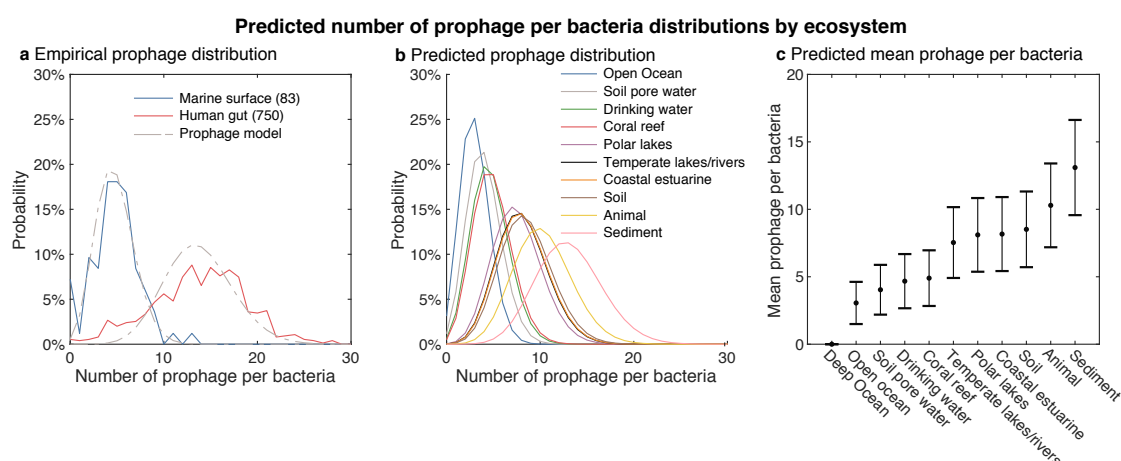 Predicted number of prophage per bacteria distributions by ecosystem
a Empirical prophage distribution
30%
25%
20%
15%
10%
5%
0%
Probability
Marine surface (83)
Human gut (750)
Prophage model
0
10
20
30
Number of prophage per bacteria
b Predicted prophage distribution
30%
25%
20%
15%
10%
5%
0%
Probability
Open Ocean
Soil pore water
Drinking water
Coral reef
Polar lakes
Temperate lakes/rivers
Coastal estuarine
Soil
Animal
Sediment
0
10
20
30
Number of prophage per bacteria
c Predicted mean prohage per bacteria
20
15
10
5
0
Mean prophage per bacteria
Deep Ocean
Open ocean
Soil pore water
Drinking water
Coral reef
Temperate lakes/rivers
Polar lakes
Coastal estuarine
Soil
Animal
Sediment